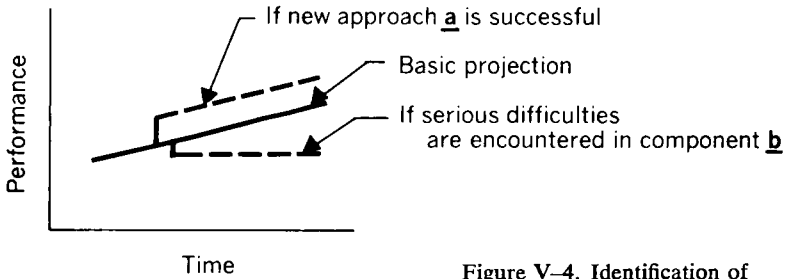 If new approach a is successful
Basic projection
If serious difficulties
are encountered in component b
Performance
Time
Figure V–4. Identification of